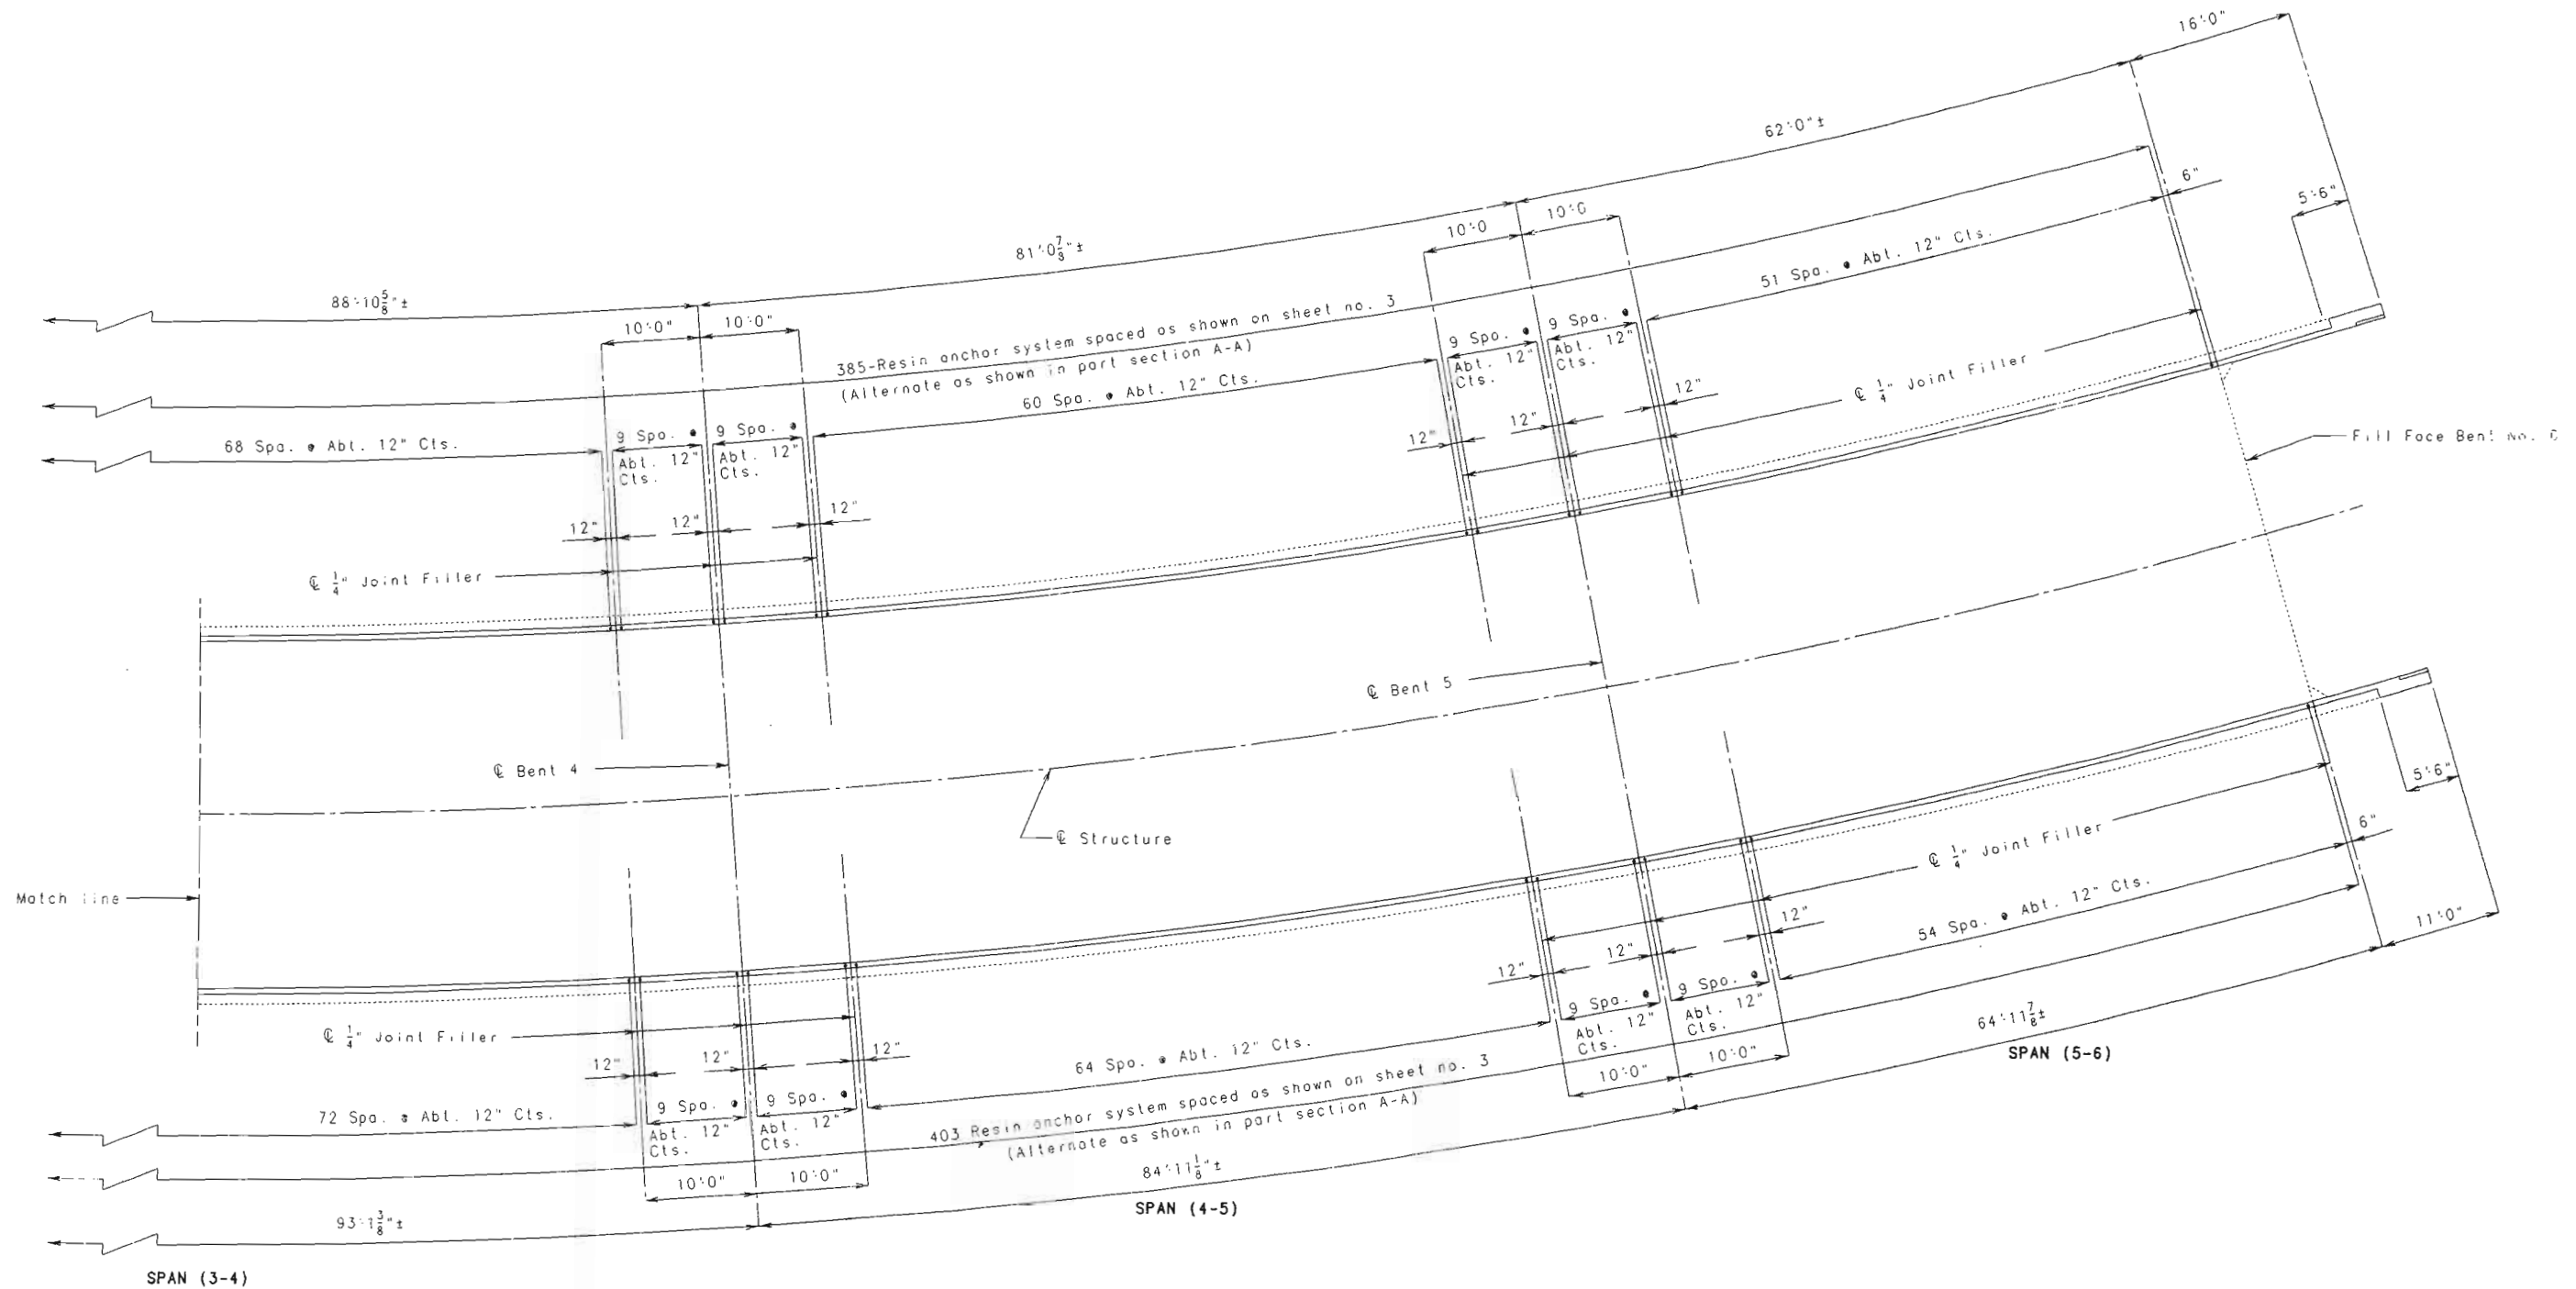 16'-0"
62'-0"±
6"
5'-6"
81'-0 7/8"±
10'-0
10'-0
51 Spa. @ Abt. 12" Cts.
88'-10 5/8"±
10'-0"
10'-0"
385-Resin anchor system spaced as shown on sheet no. 3
(Alternate as shown in part section A-A)
60 Spa. @ Abt. 12" Cts.
9 Spa. @
Abt. 12"
Cts.
9 Spa. @
Abt. 12"
Cts.
12"
12"
12"
℄ 1/4" Joint Filler
68 Spa. @ Abt. 12" Cts.
9 Spa. @
Abt. 12"
Cts.
9 Spa. @
Abt. 12"
Cts.
12"
12"
12"
℄ 1/4" Joint Filler
Fill Face Bent No.
℄ Bent 5
℄ Bent 4
℄ Structure
Match line
5'-6"
6"
℄ 1/4" Joint Filler
54 Spa. @ Abt. 12" Cts.
11'-0"
12"
12"
12"
9 Spa. @
Abt. 12"
Cts.
9 Spa. @
Abt. 12"
Cts.
10'-0"
10'-0"
64'-11 7/8±
SPAN (5-6)
℄ 1/4" Joint Filler
12"
12"
12"
64 Spa. @ Abt. 12" Cts.
72 Spa. @ Abt. 12" Cts.
9 Spa. @
Abt. 12"
Cts.
9 Spa. @
Abt. 12"
Cts.
403 Resin anchor system spaced as shown on sheet no. 3
(Alternate as shown in part section A-A)
10'-0"
10'-0"
84'-11 1/8"±
SPAN (4-5)
93'-1 3/8"±
SPAN (3-4)